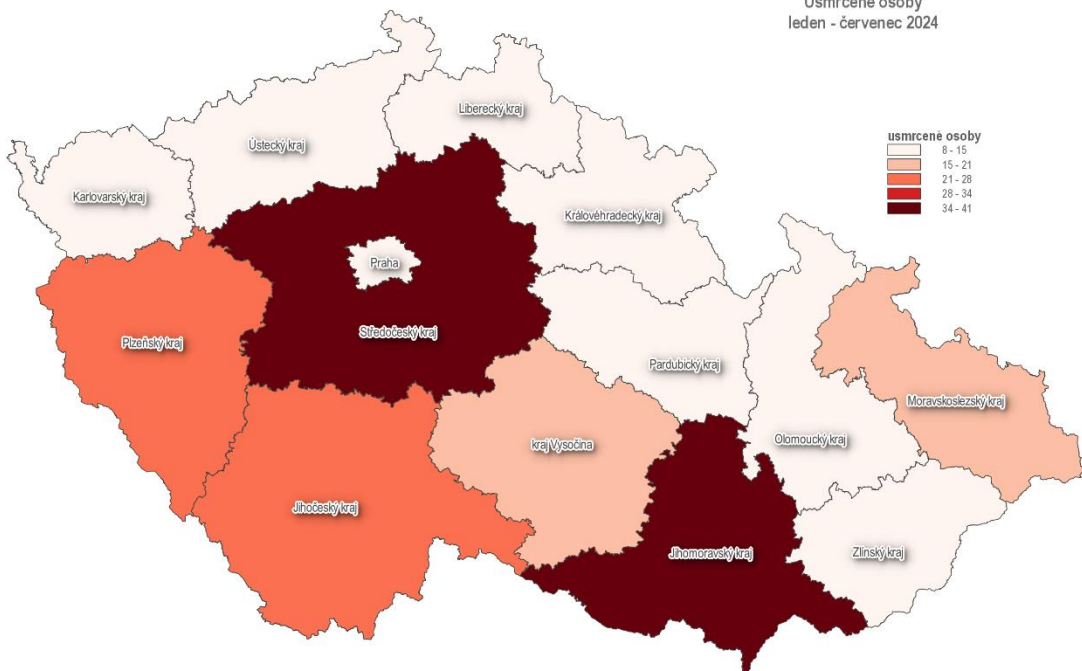 Usmrcené osoby
leden - červenec 2024
Liberecký kraj
Ústecký kraj
usmrcené osoby
8 - 15
15 - 21
21 - 28
28 - 34
34 - 41
Karlovarský kraj
Královéhradecký kraj
Praha
Středočeský kraj
Plzeňský kraj
Pardubický kraj
Moravskoslezský kraj
kraj Vysočina
Olomoucký kraj
Jihočeský kraj
Jihomoravský kraj
Zlínský kraj